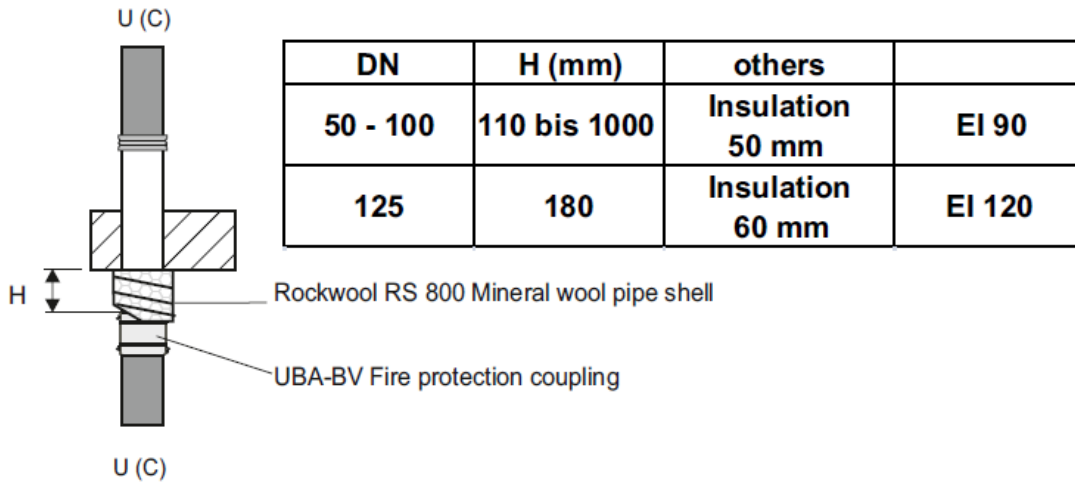 U (C)
DN H (mm) others
50 - 100 110 bis 1000 Insulation 50 mm EI 90
125 180 Insulation 60 mm EI 120
H
Rockwool RS 800 Mineral wool pipe shell
UBA-BV Fire protection coupling
U (C)